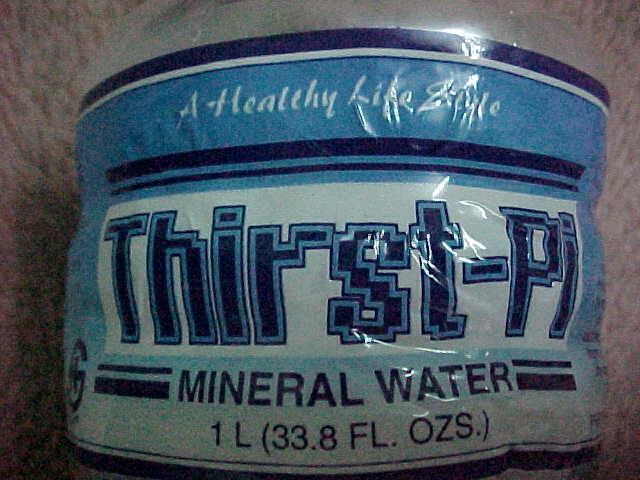 A Healthy Life Style
Thirst-Pi
MINERAL WATER
1 L (33.8 FL. OZS.)